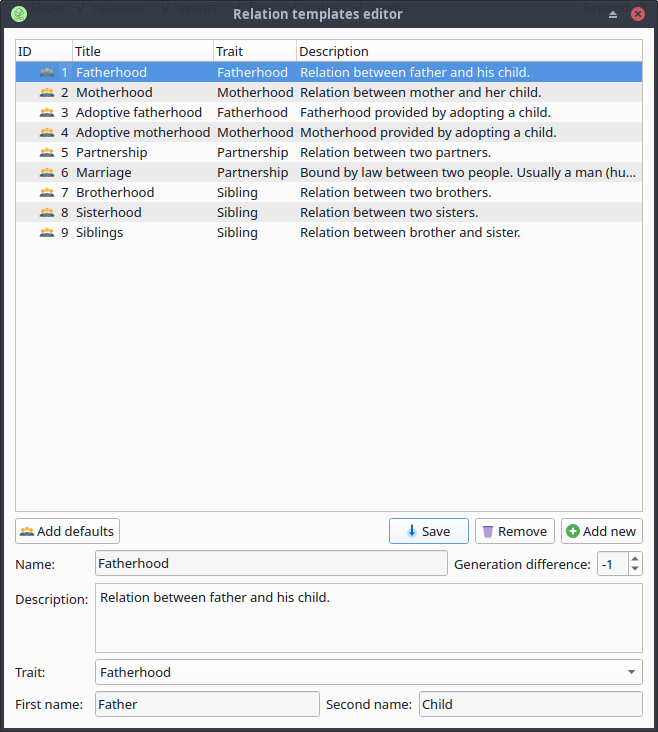 Relation templates editor
ID Title Trait Description
1 Fatherhood Fatherhood Relation between father and his child.
2 Motherhood Motherhood Relation between mother and her child.
3 Adoptive fatherhood Fatherhood Fatherhood provided by adopting a child.
4 Adoptive motherhood Motherhood Motherhood provided by adopting a child.
5 Partnership Partnership Relation between two partners.
6 Marriage Partnership Bound by law between two people. Usually a man (hu...
7 Brotherhood Sibling Relation between two brothers.
8 Sisterhood Sibling Relation between two sisters.
9 Siblings Sibling Relation between brother and sister.
Add defaults Save Remove Add new
Name: Fatherhood Generation difference: -1
Description: Relation between father and his child.
Trait: Fatherhood
First name: Father Second name: Child